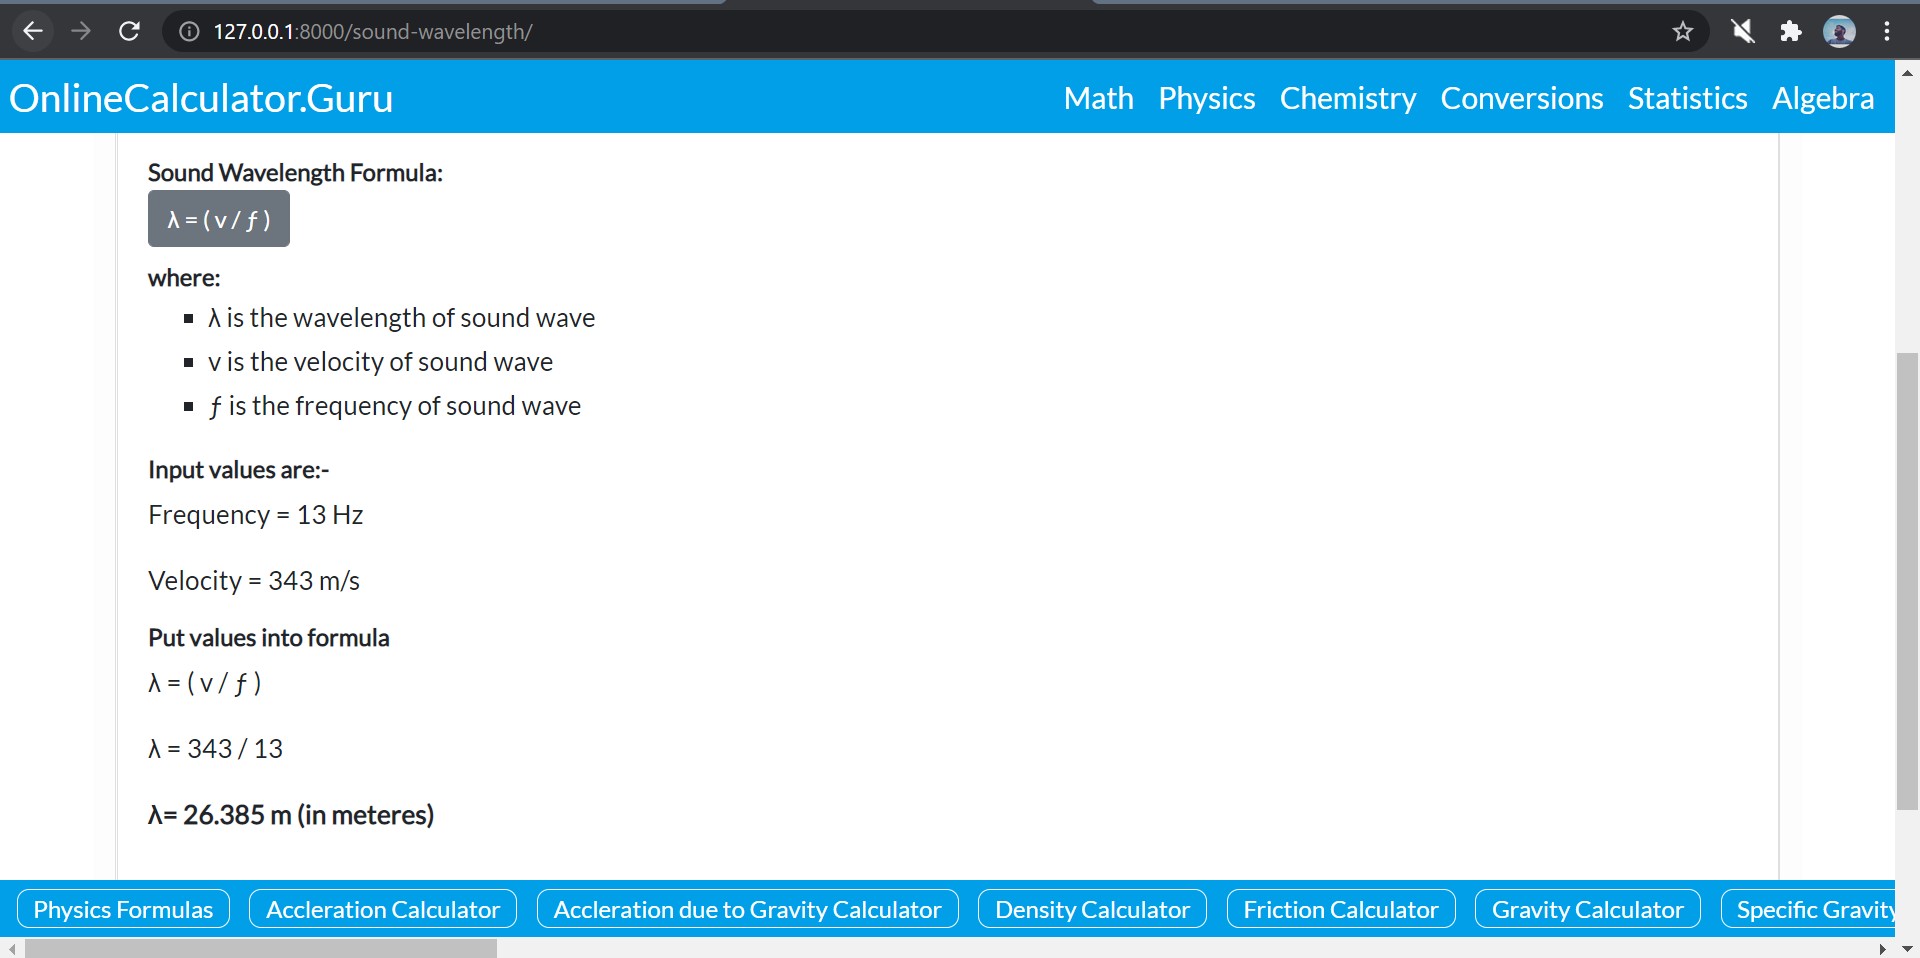 127.0.0.1:8000/sound-wavelength/
OnlineCalculator.Guru Math Physics Chemistry Conversions Statistics Algebra
Sound Wavelength Formula:
λ = ( v / ƒ )
where:
λ is the wavelength of sound wave
v is the velocity of sound wave
ƒ is the frequency of sound wave
Input values are:-
Frequency = 13 Hz
Velocity = 343 m/s
Put values into formula
λ = ( v / ƒ )
λ = 343 / 13
λ= 26.385 m (in meteres)
Physics Formulas Accleration Calculator Accleration due to Gravity Calculator Density Calculator Friction Calculator Gravity Calculator Specific Gravity